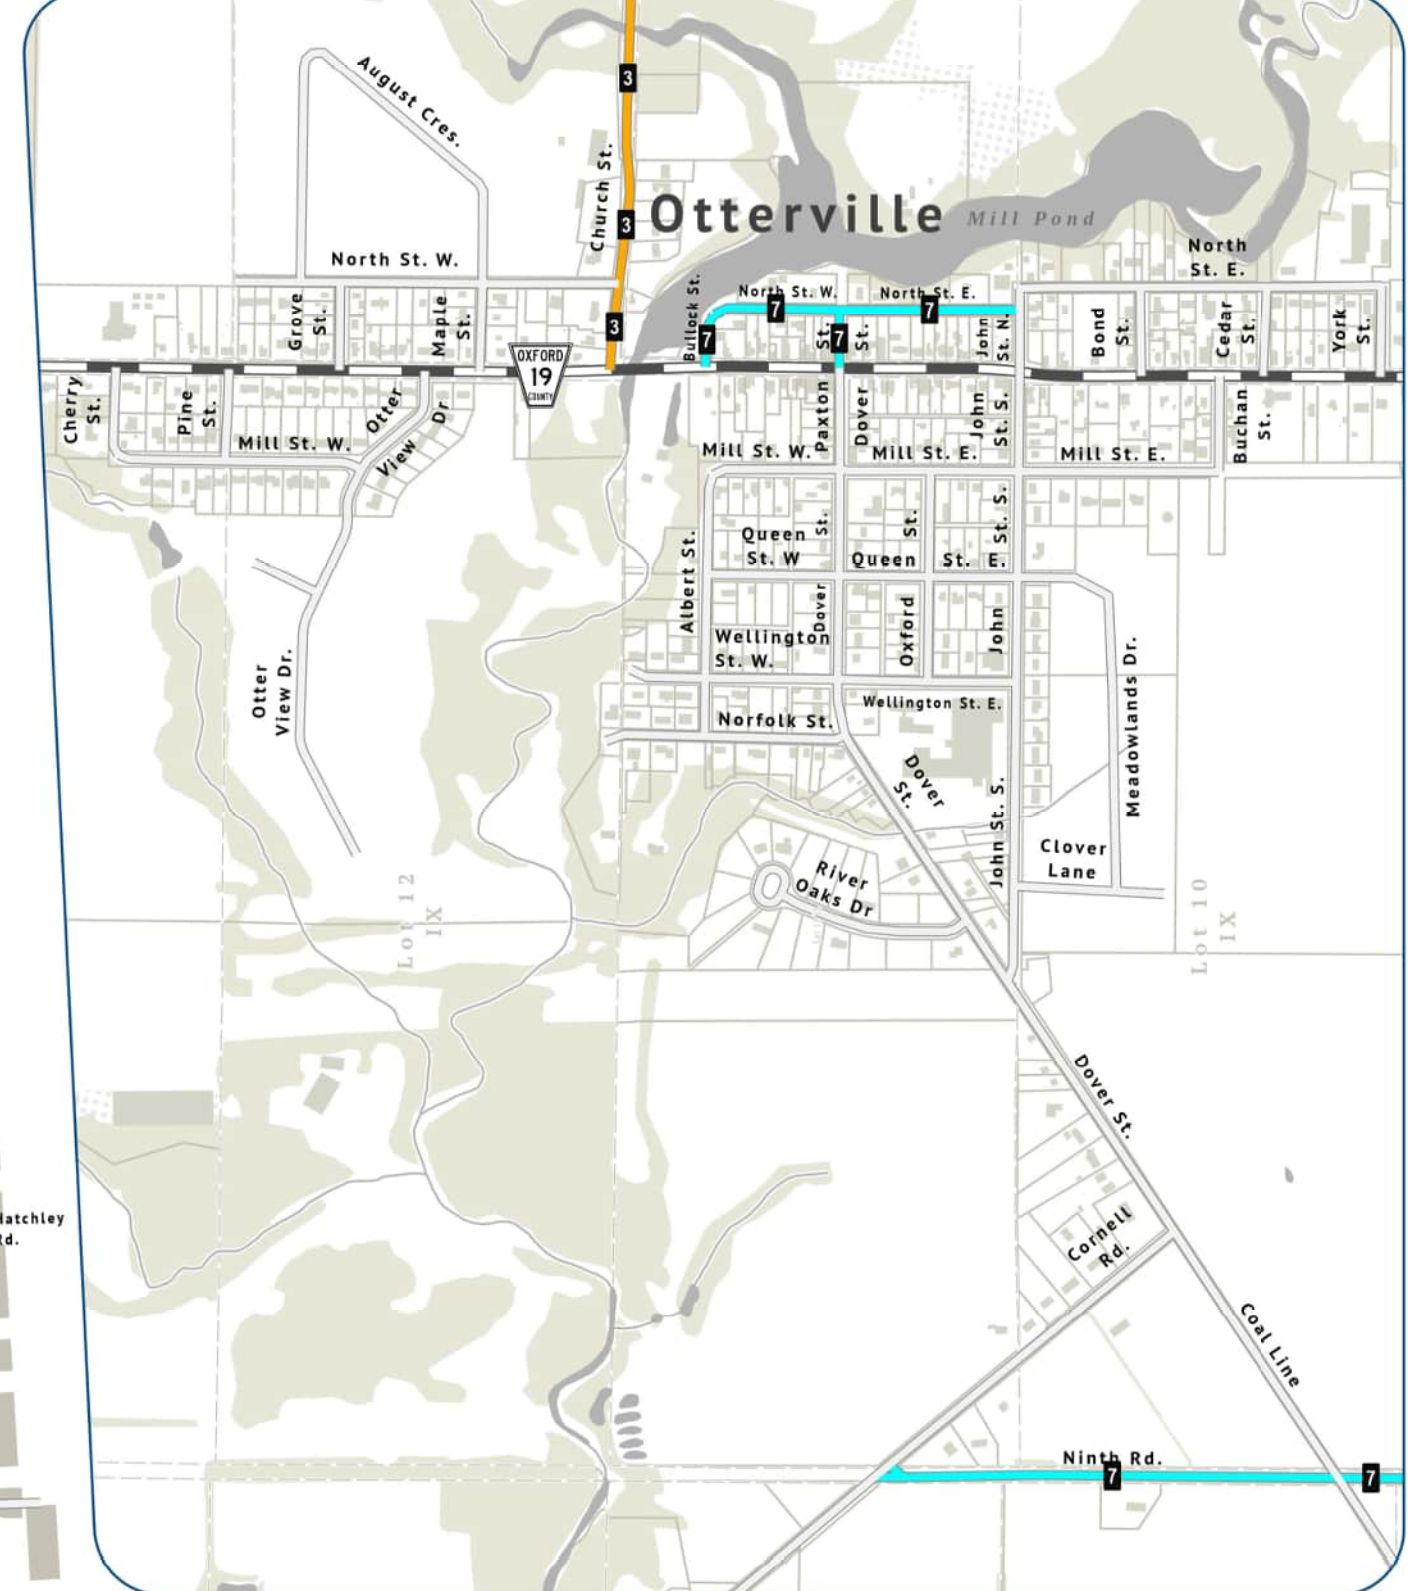 August Cres.
3
Church St.
3
Otterville
Mill Pond
North St. W.
North
St. E.
Bullock St.
North St. W.
North St. E.
7
7
3
7
7
Grove
St.
Maple
St.
St.
St.
John
St. N.
Bond
St.
Cedar
St.
York
St.
OXFORD
19
COUNTY
Cherry
St.
Pine
St.
Mill St. W.
Otter
View
Dr
Paxton
Dover
John
St. S.
Buchan
St.
Mill St. W.
Mill St. E.
Mill St. E.
Albert St.
Queen
St. W
St.
St.
St. S.
Queen
St. E.
Dover
Oxford
John
Wellington
St. W.
Otter
View Dr.
Meadowlands Dr.
Wellington St. E.
Norfolk St.
Dover
St.
John St. S.
Clover
Lane
River
Oaks Dr
Lot 12
IX
Lot 10
IX
Dover St.
Hatchley
Rd.
Cornell
Rd.
Coal Line
Ninth Rd.
7
7